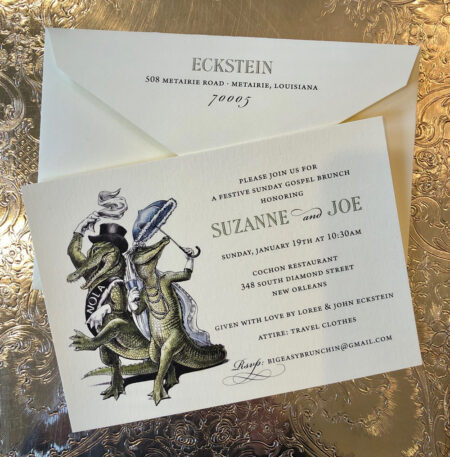 ECKSTEIN
508 METAIRIE ROAD · METAIRIE, LOUISIANA
70005
PLEASE JOIN US FOR
A FESTIVE SUNDAY GOSPEL BRUNCH
HONORING
SUZANNE and JOE
SUNDAY, JANUARY 19TH AT 10:30AM
COCHON RESTAURANT
348 SOUTH DIAMOND STREET
NEW ORLEANS
GIVEN WITH LOVE BY LOREE & JOHN ECKSTEIN
ATTIRE: TRAVEL CLOTHES
Rsvp: BIGEASYBRUNCHIN@GMAIL.COM
NOLA